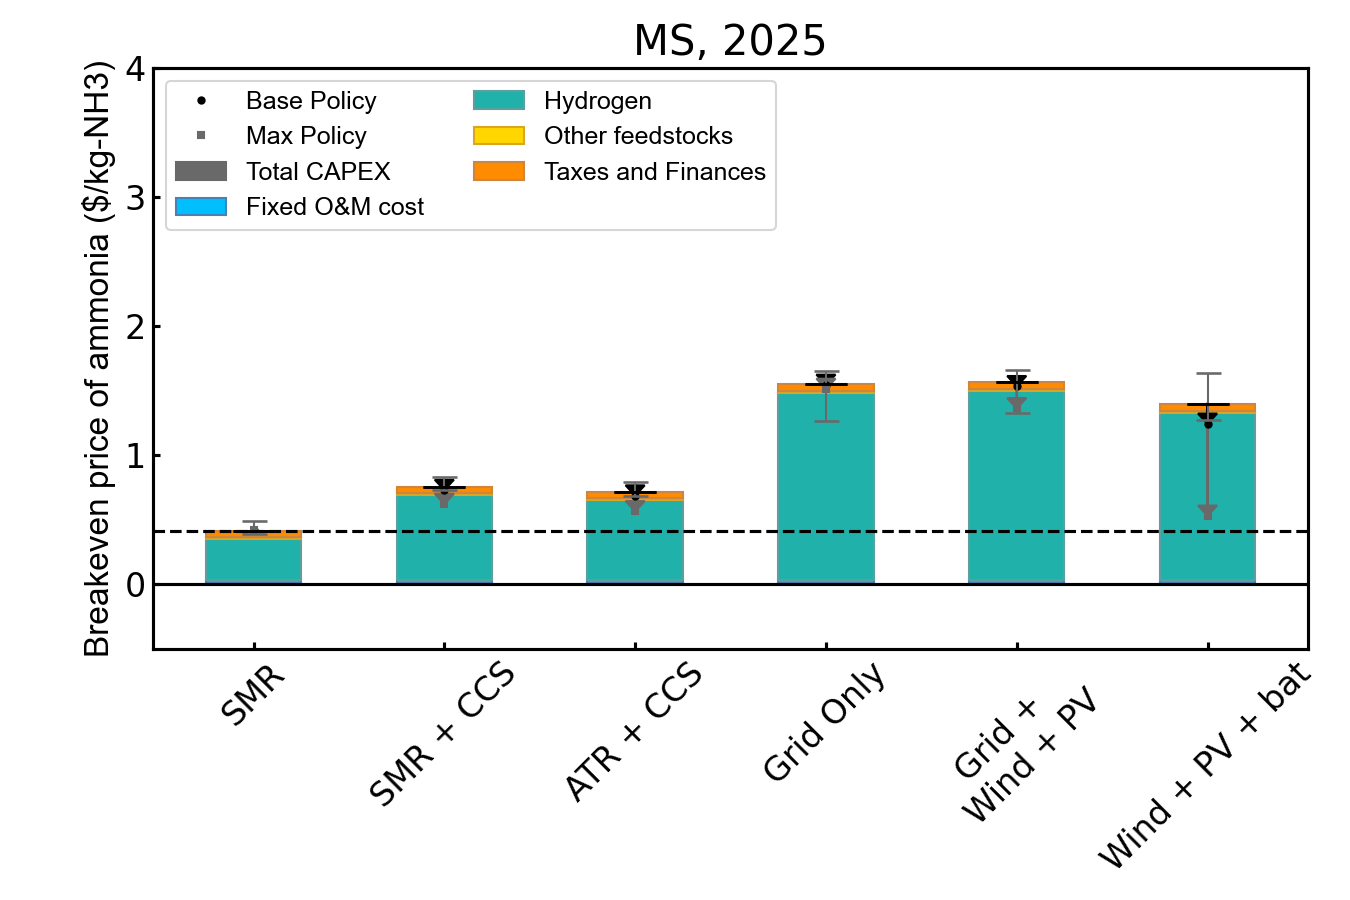 MS, 2025
Breakeven price of ammonia ($/kg-NH3)
4
3
2
1
0
Base Policy
Max Policy
Total CAPEX
Fixed O&M cost
Hydrogen
Other feedstocks
Taxes and Finances
SMR
SMR + CCS
ATR + CCS
Grid Only
Grid +
Wind + PV
Wind + PV + bat